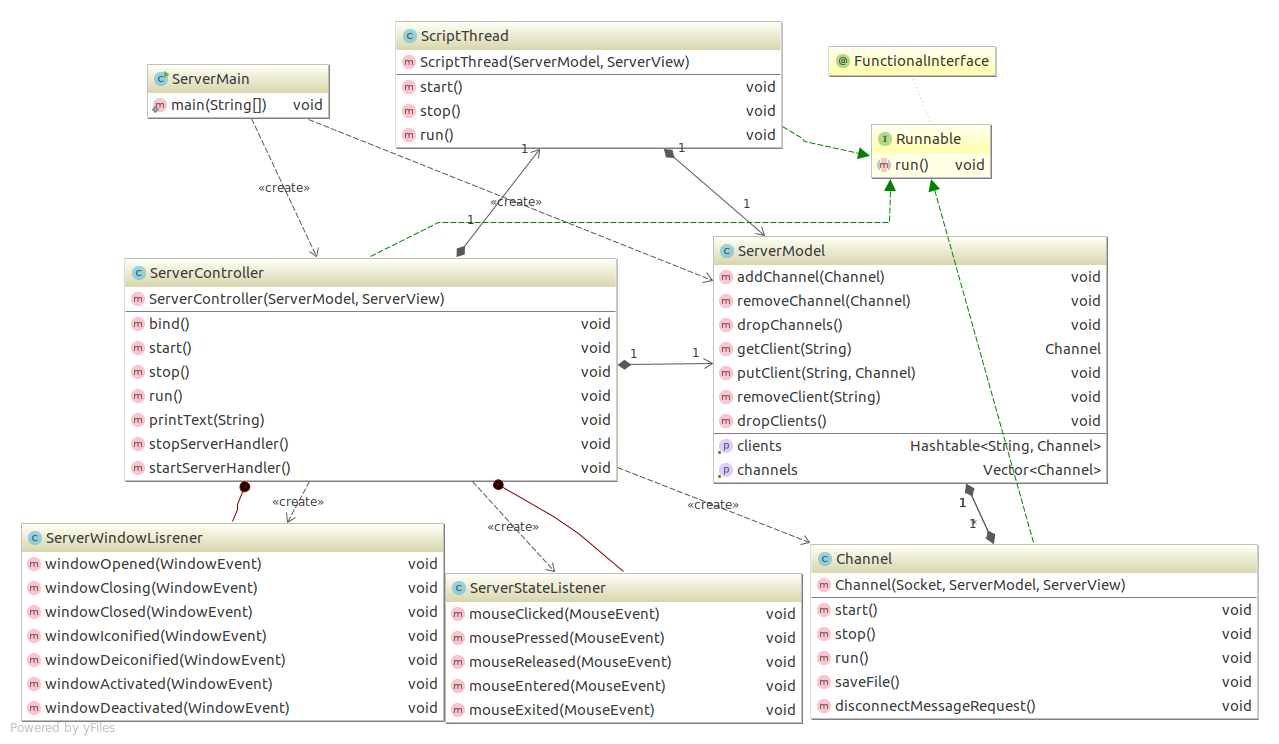 ScriptThread
ScriptThread(ServerModel, ServerView)
start() void
stop() void
run() void
ServerMain
main(String[]) void
FunctionalInterface
Runnable
run() void
«create»
«create»
1
1
1
1
ServerModel
addChannel(Channel) void
removeChannel(Channel) void
dropChannels() void
getClient(String) Channel
putClient(String, Channel) void
removeClient(String) void
dropClients() void
clients Hashtable<String, Channel>
channels Vector<Channel>
ServerController
ServerController(ServerModel, ServerView)
bind() void
start() void
stop() void
run() void
printText(String) void
stopServerHandler() void
startServerHandler() void
1
1
«create»
«create»
«create»
1
1
*
ServerWindowLisrener
windowOpened(WindowEvent) void
windowClosing(WindowEvent) void
windowClosed(WindowEvent) void
windowIconified(WindowEvent) void
windowDeiconified(WindowEvent) void
windowActivated(WindowEvent) void
windowDeactivated(WindowEvent) void
ServerStateListener
mouseClicked(MouseEvent) void
mousePressed(MouseEvent) void
mouseReleased(MouseEvent) void
mouseEntered(MouseEvent) void
mouseExited(MouseEvent) void
Channel
Channel(Socket, ServerModel, ServerView)
start() void
stop() void
run() void
saveFile() void
disconnectMessageRequest() void
Powered by yFiles